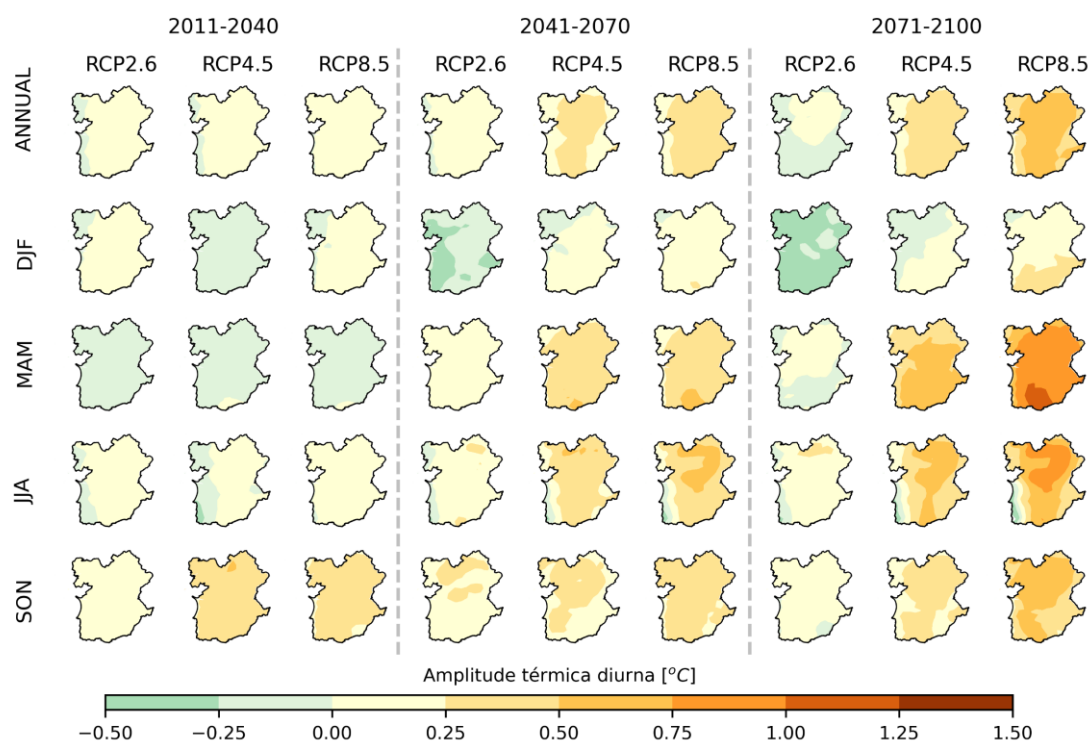 2011-2040 2041-2070 2071-2100
RCP2.6 RCP4.5 RCP8.5 RCP2.6 RCP4.5 RCP8.5 RCP2.6 RCP4.5 RCP8.5
ANNUAL
DJF
MAM
JJA
SON
Amplitude térmica diurna [°C]
−0.50 −0.25 0.00 0.25 0.50 0.75 1.00 1.25 1.50